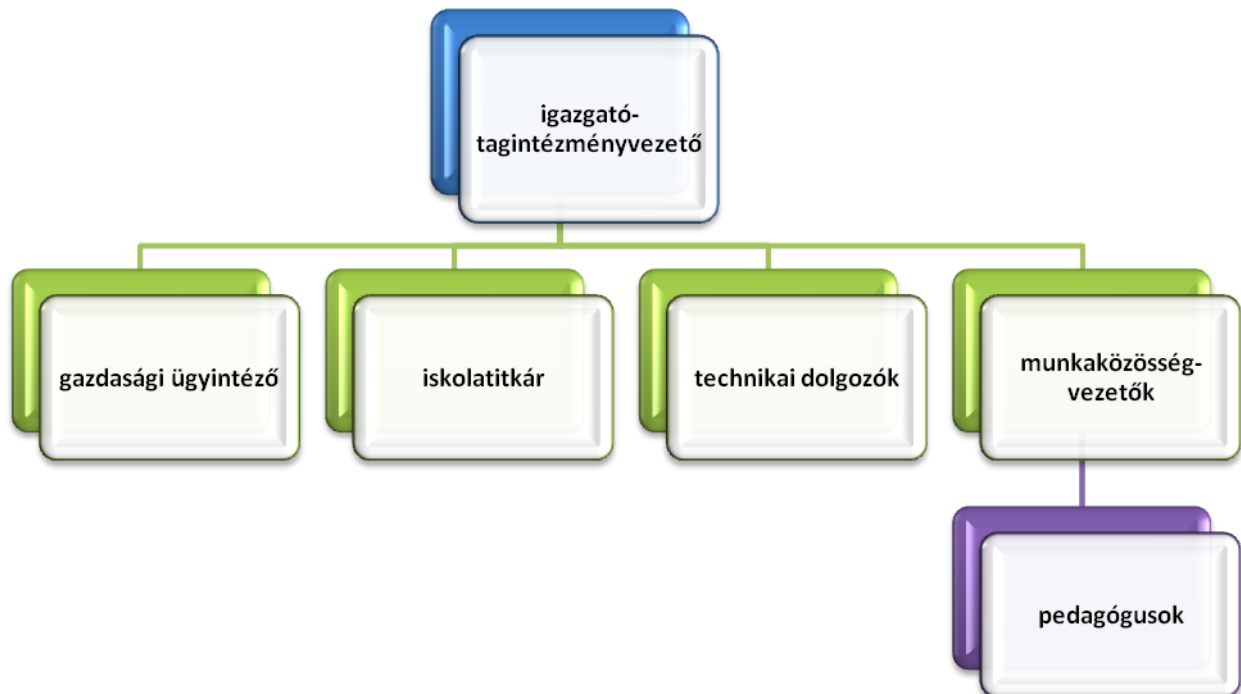 igazgató-
tagintézményvezető
gazdasági ügyintéző
iskolatitkár
technikai dolgozók
munkaközösség-
vezetők
pedagógusok